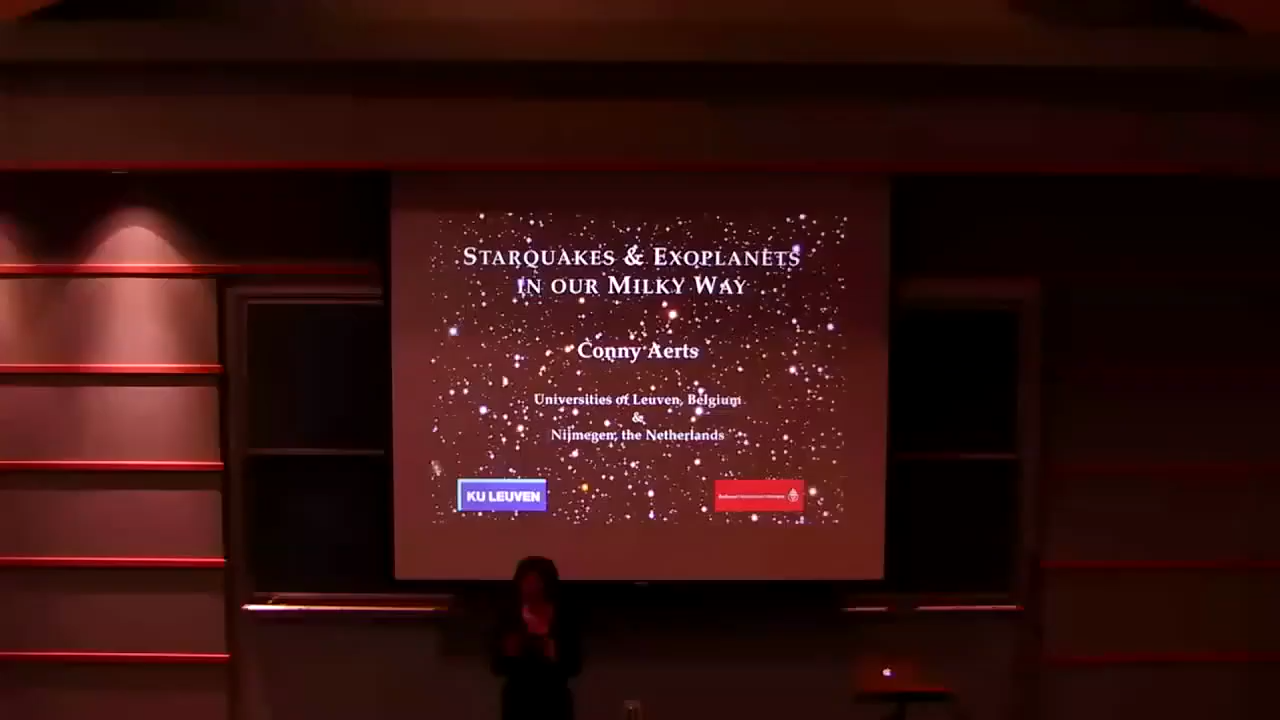 STARQUAKES & EXOPLANETS
IN OUR MILKY WAY
Conny Aerts
Universities of Leuven, Belgium
&
Nijmegen, the Netherlands
KU LEUVEN